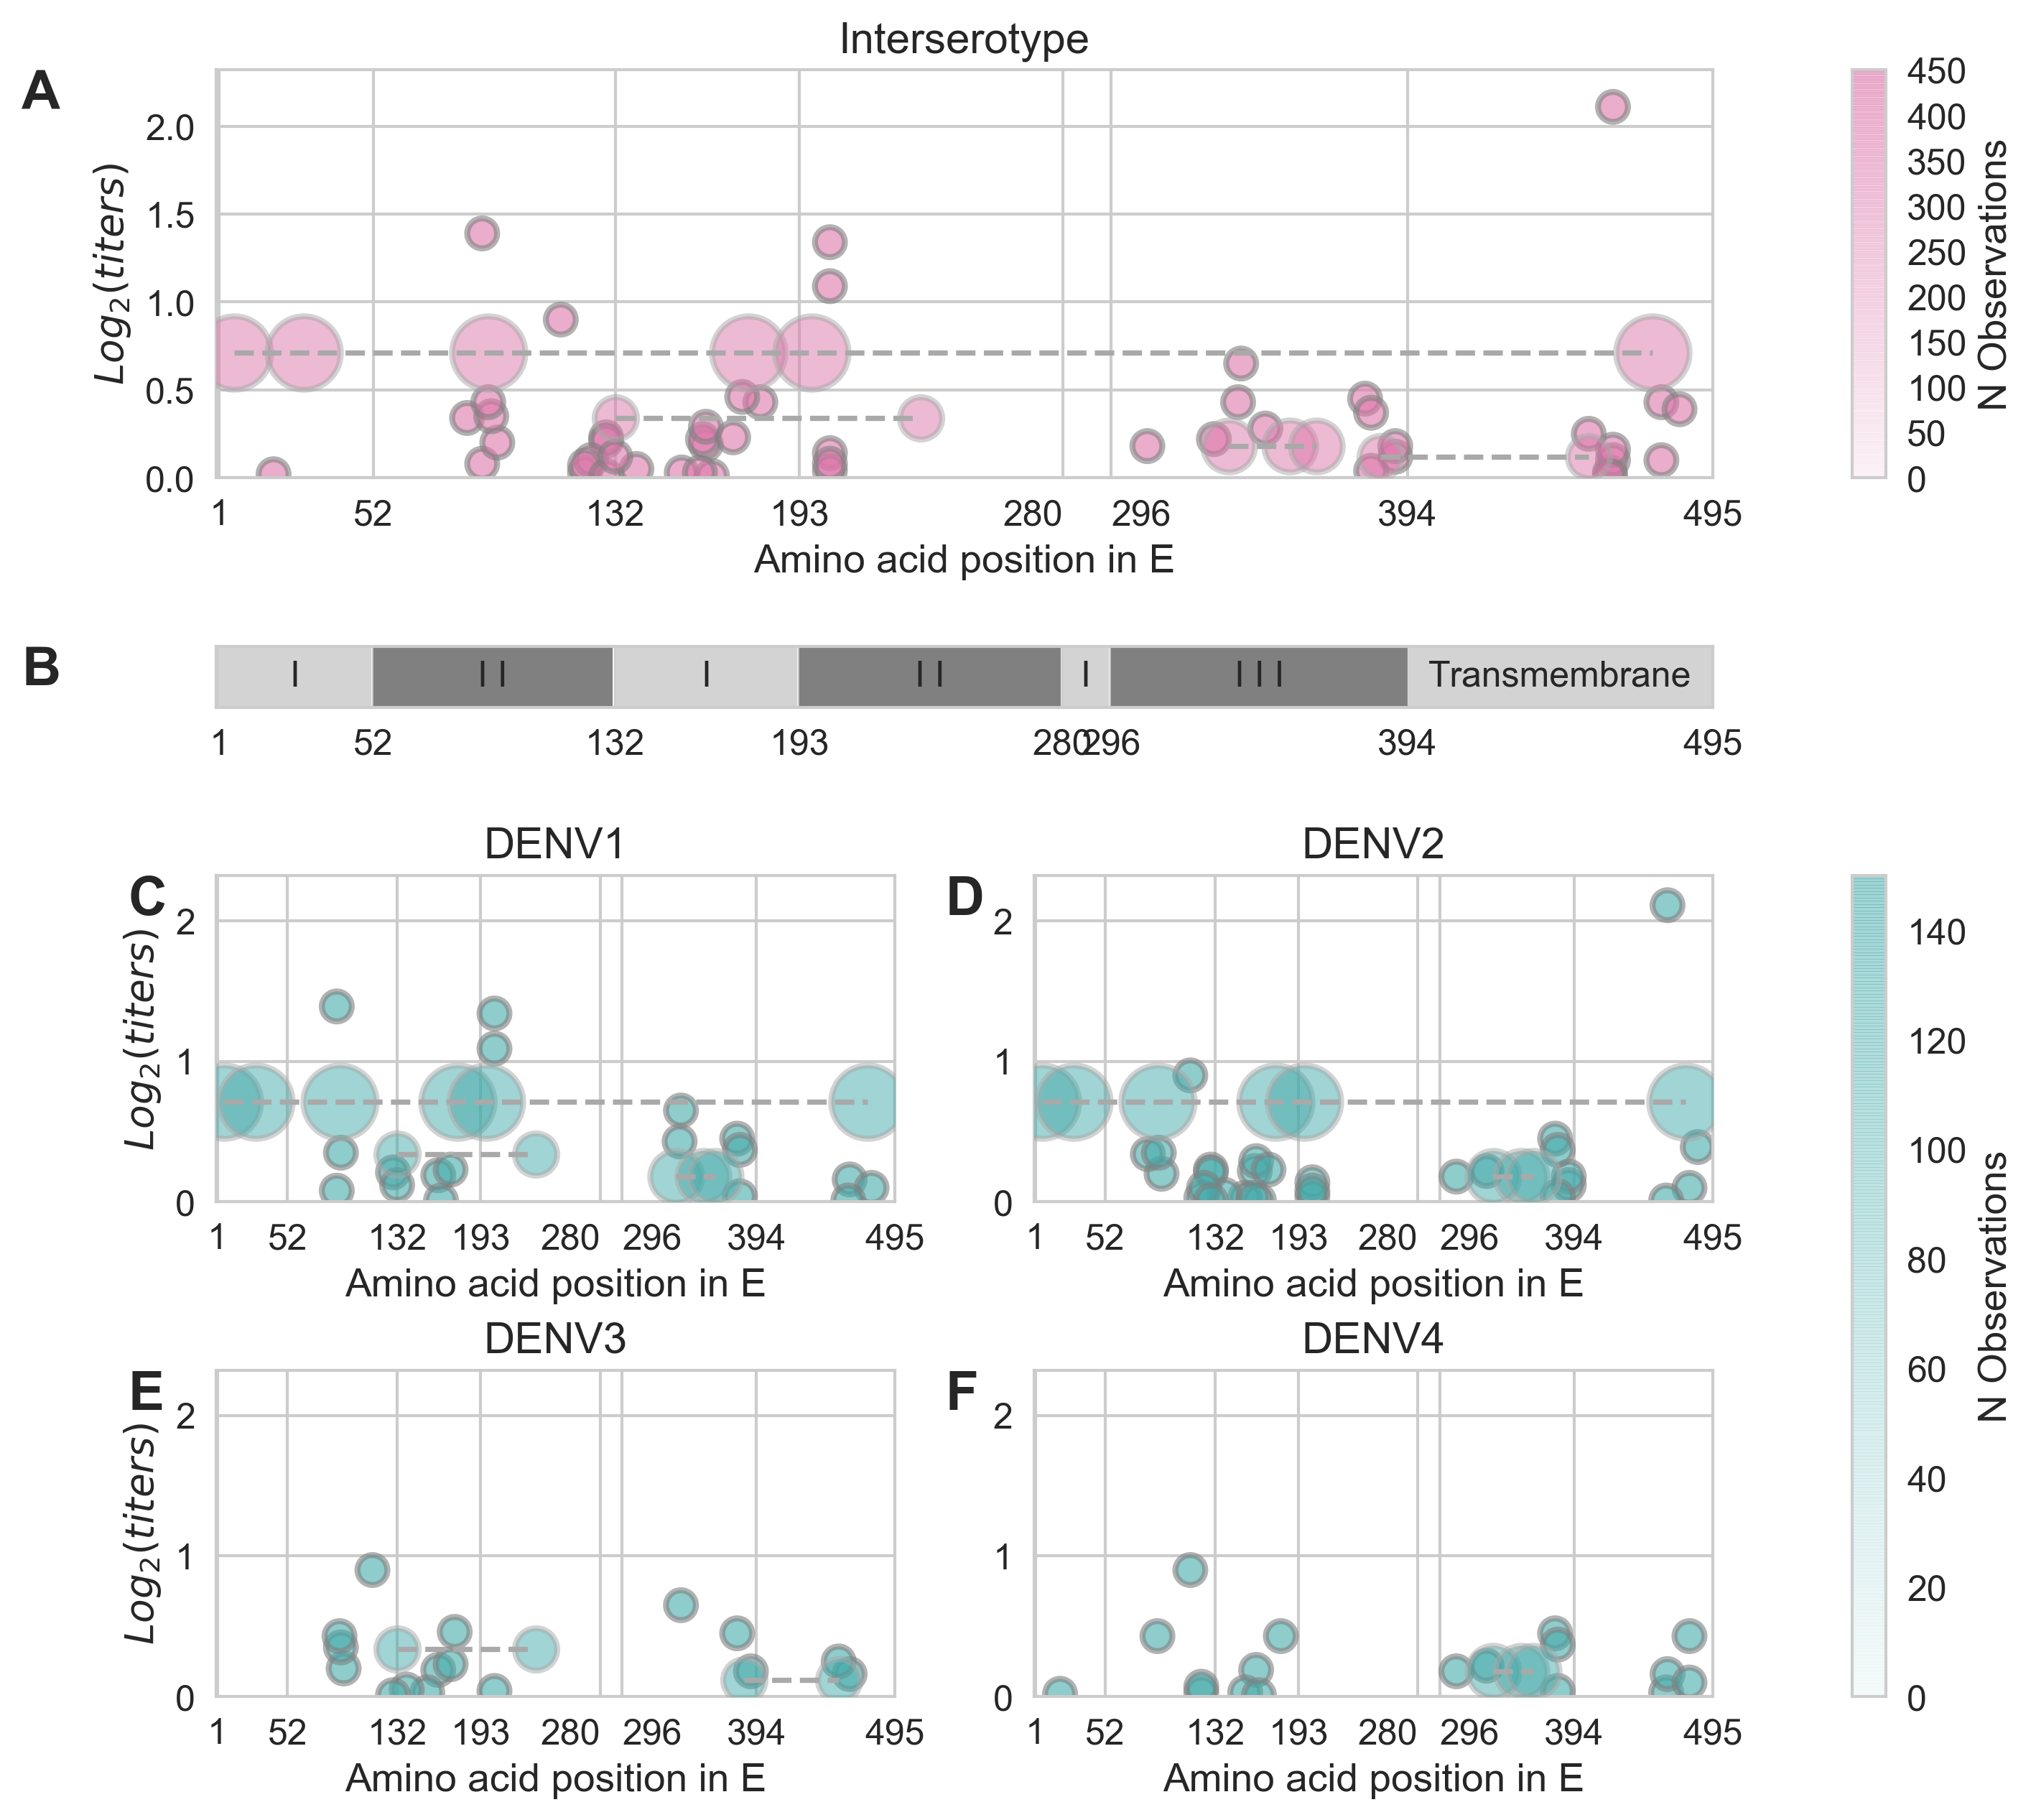 Interserotype
A
Log2(titers)
2.0
1.5
1.0
0.5
0.0
1 52 132 193 280 296 394 495
Amino acid position in E
450
400
350
300
250
200
150
100
50
0
N Observations
B
I II I II I III Transmembrane
1 52 132 193 280 296 394 495
DENV1
C
Log2(titers)
2
1
0
1 52 132 193 280 296 394 495
Amino acid position in E
DENV2
D
2
1
0
1 52 132 193 280 296 394 495
Amino acid position in E
140
120
100
80
60
40
20
0
N Observations
DENV3
E
Log2(titers)
2
1
0
1 52 132 193 280 296 394 495
Amino acid position in E
DENV4
F
2
1
0
1 52 132 193 280 296 394 495
Amino acid position in E